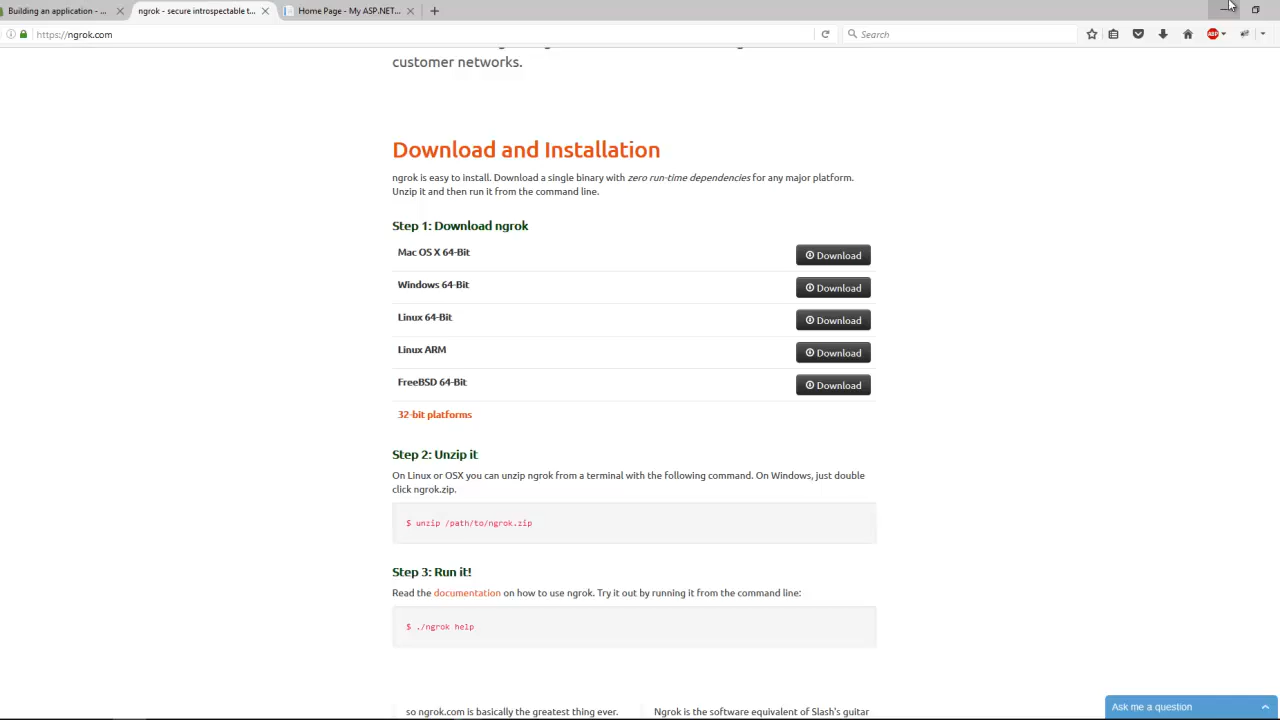 Building an application -
ngrok - secure introspectable t...
Home Page - My ASP.NET...
https://ngrok.com
Search
ABP
customer networks.
Download and Installation
ngrok is easy to install. Download a single binary with zero run-time dependencies for any major platform.
Unzip it and then run it from the command line.
Step 1: Download ngrok
Mac OS X 64-Bit
Download
Windows 64-Bit
Download
Linux 64-Bit
Download
Linux ARM
Download
FreeBSD 64-Bit
Download
32-bit platforms
Step 2: Unzip it
On Linux or OSX you can unzip ngrok from a terminal with the following command. On Windows, just double
click ngrok.zip.
$ unzip /path/to/ngrok.zip
Step 3: Run it!
Read the documentation on how to use ngrok. Try it out by running it from the command line:
$ ./ngrok help
so ngrok.com is basically the greatest thing ever.
Ngrok is the software equivalent of Slash's guitar
Ask me a question